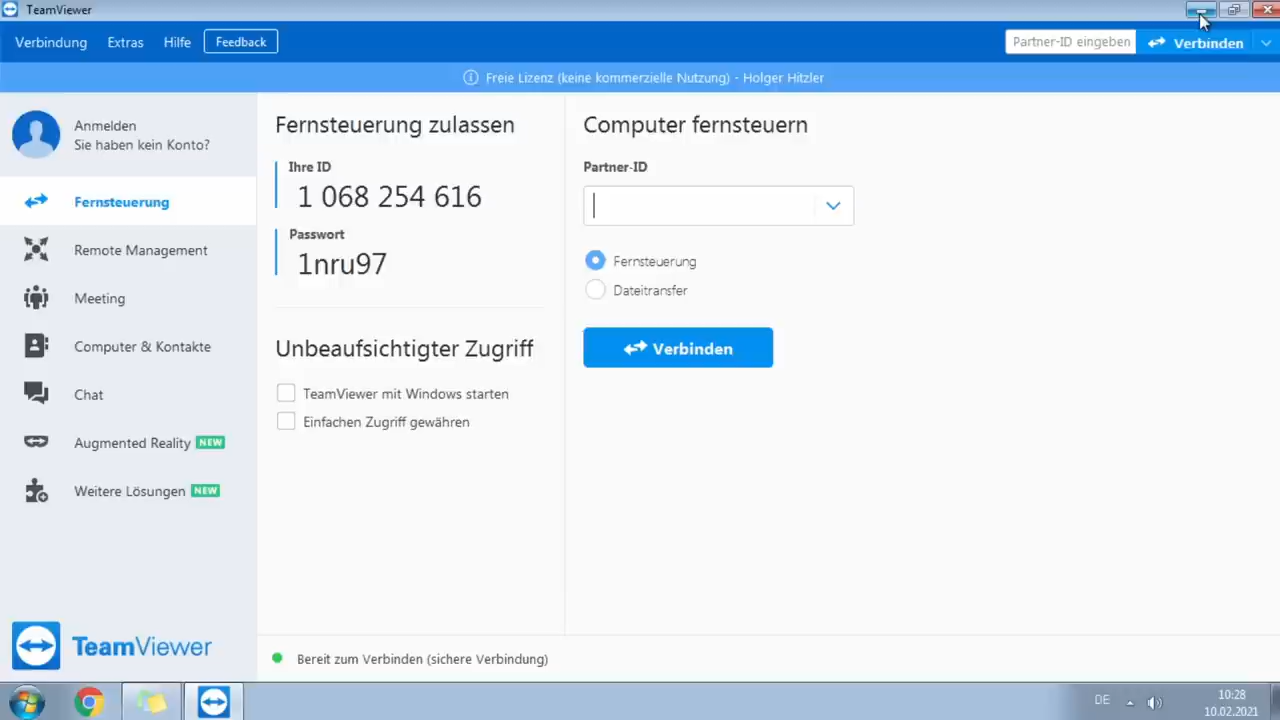 TeamViewer
Verbindung Extras Hilfe Feedback
Partner-ID eingeben Verbinden
Freie Lizenz (keine kommerzielle Nutzung) - Holger Hitzler
Anmelden
Sie haben kein Konto?
Fernsteuerung
Remote Management
Meeting
Computer & Kontakte
Chat
Augmented Reality NEW
Weitere Lösungen NEW
TeamViewer
Fernsteuerung zulassen
Ihre ID
1 068 254 616
Passwort
1nru97
Unbeaufsichtigter Zugriff
TeamViewer mit Windows starten
Einfachen Zugriff gewähren
Computer fernsteuern
Partner-ID
Fernsteuerung
Dateitransfer
Verbinden
Bereit zum Verbinden (sichere Verbindung)
DE
10:28
10.02.2021